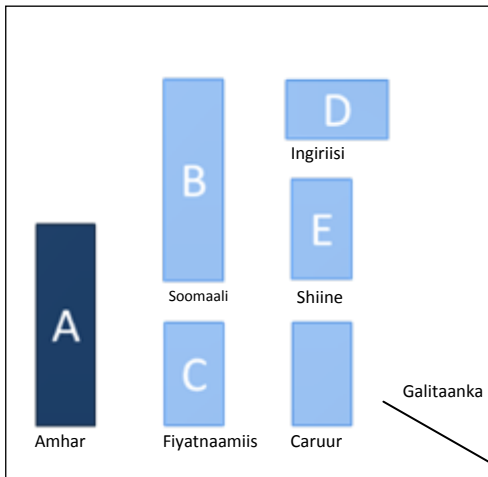 D
Ingiriisi
B
E
Soomaali
Shiine
A
C
Galitaanka
Amhar
Fiyatnaamiis
Caruur